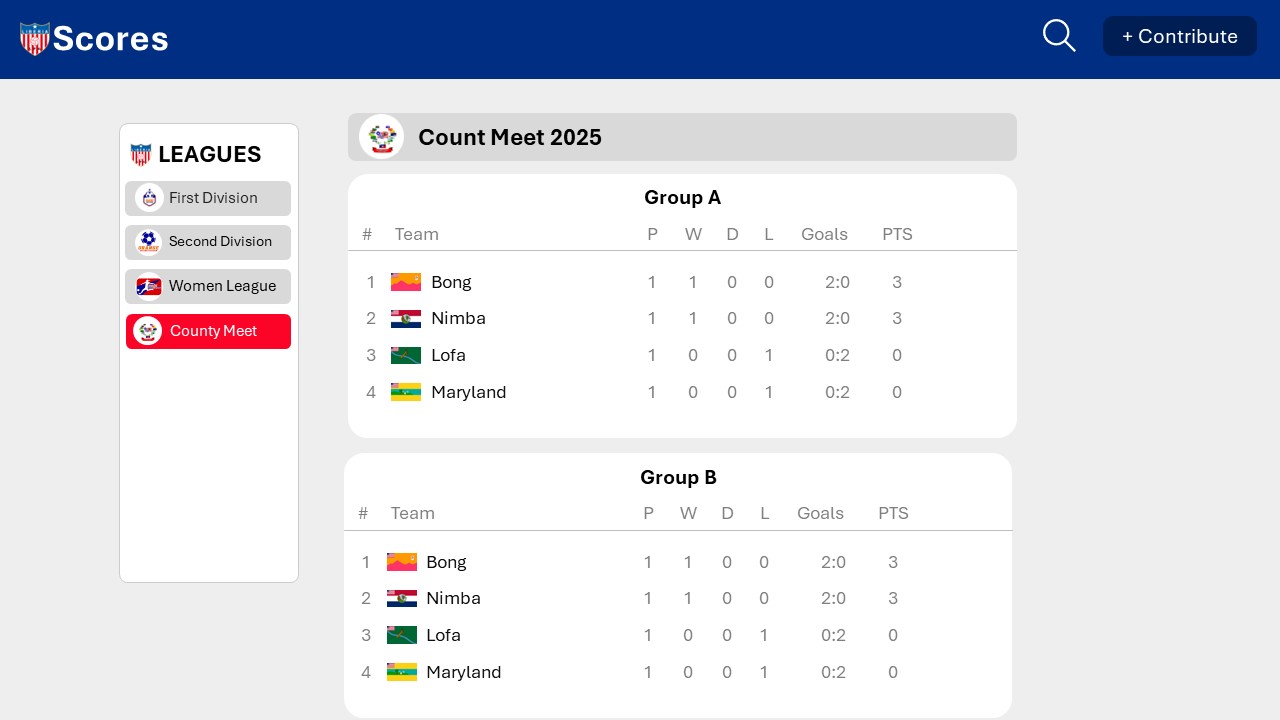 LIBERIA
Scores
+ Contribute
LEAGUES
First Division
Second Division
Women League
County Meet
Count Meet 2025
Group A
# Team P W D L Goals PTS
1 Bong 1 1 0 0 2:0 3
2 Nimba 1 1 0 0 2:0 3
3 Lofa 1 0 0 1 0:2 0
4 Maryland 1 0 0 1 0:2 0
Group B
# Team P W D L Goals PTS
1 Bong 1 1 0 0 2:0 3
2 Nimba 1 1 0 0 2:0 3
3 Lofa 1 0 0 1 0:2 0
4 Maryland 1 0 0 1 0:2 0